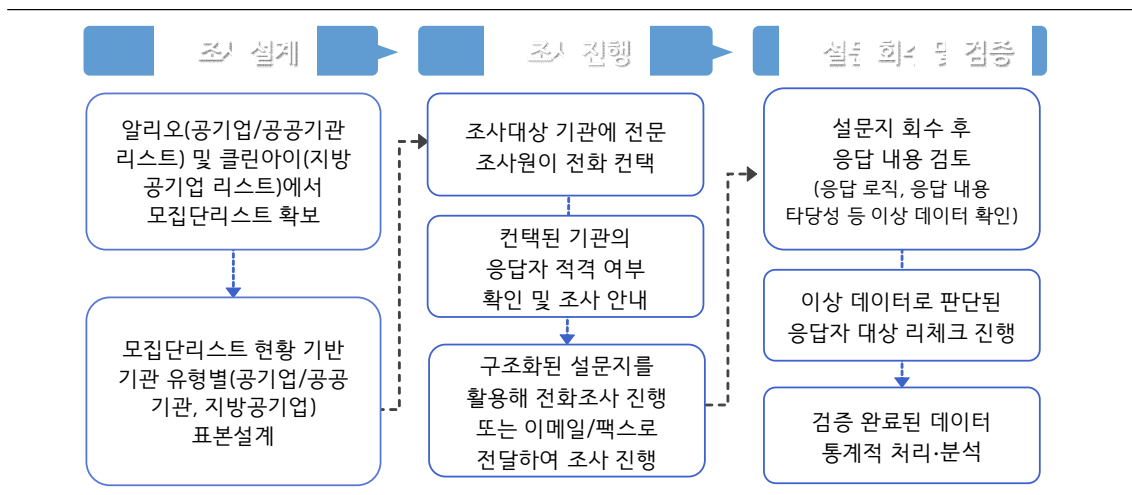 조사 설계
알리오(공기업/공공기관
리스트) 및 클린아이(지방
공기업 리스트)에서
모집단리스트 확보
모집단리스트 현황 기반
기관 유형별(공기업/공공
기관, 지방공기업)
표본설계
조사 진행
조사대상 기관에 전문
조사원이 전화 컨택
컨택된 기관의
응답자 적격 여부
확인 및 조사 안내
구조화된 설문지를
활용해 전화조사 진행
또는 이메일/팩스로
전달하여 조사 진행
설문 회수 및 검증
설문지 회수 후
응답 내용 검토
(응답 로직, 응답 내용
타당성 등 이상 데이터 확인)
이상 데이터로 판단된
응답자 대상 리체크 진행
검증 완료된 데이터
통계적 처리·분석